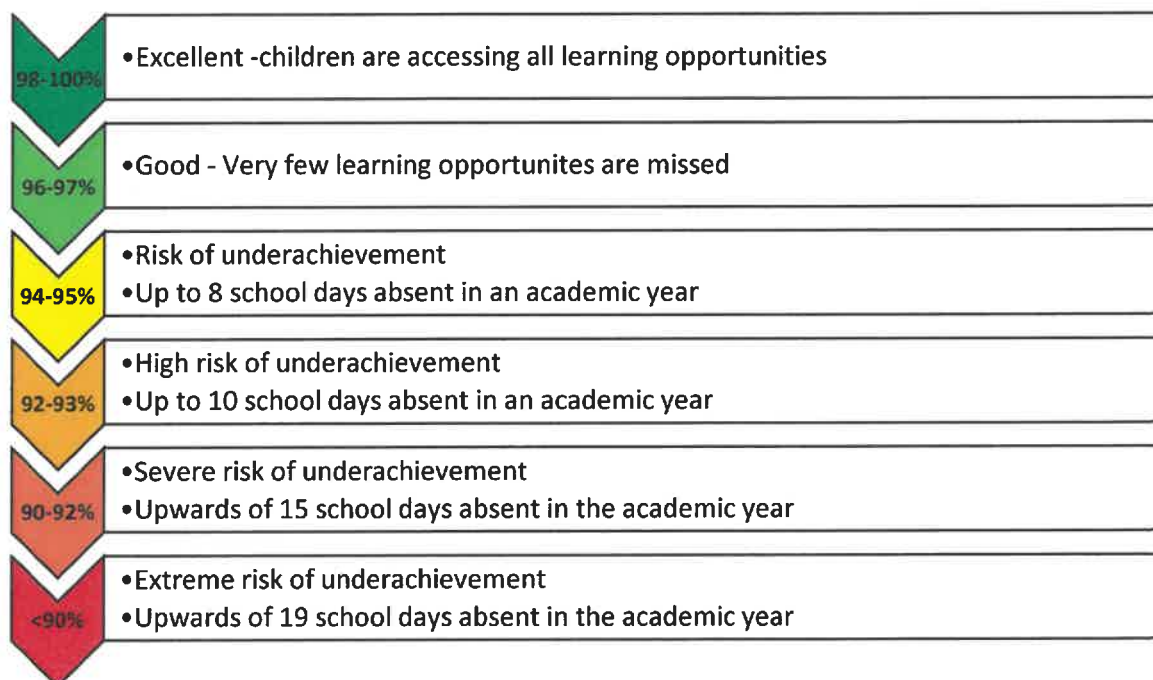 98-100%
•Excellent -children are accessing all learning opportunities
96-97%
•Good - Very few learning opportunites are missed
94-95%
•Risk of underachievement
•Up to 8 school days absent in an academic year
92-93%
•High risk of underachievement
•Up to 10 school days absent in an academic year
90-92%
•Severe risk of underachievement
•Upwards of 15 school days absent in the academic year
<90%
•Extreme risk of underachievement
•Upwards of 19 school days absent in the academic year